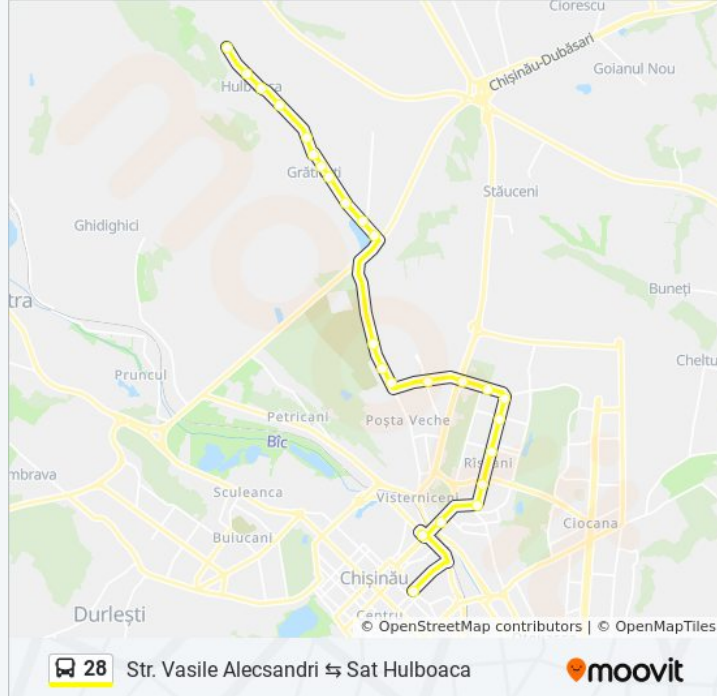 Ciorescu
Chișinău-Dubăsari
Goianul Nou
Hulboaca
Grătiești
Stăuceni
Ghidighici
Buneți
tra
Cheltu
Pruncul
Petricani
Poșta Veche
Bîc
Rîșcani
mbrava
Sculeanca
Visterniceni
Ciocana
Buiucani
Chișinău
Durlești
Centru
© OpenStreetMap contributors | © OpenMapTiles
28 Str. Vasile Alecsandri ⇆ Sat Hulboaca
moovit